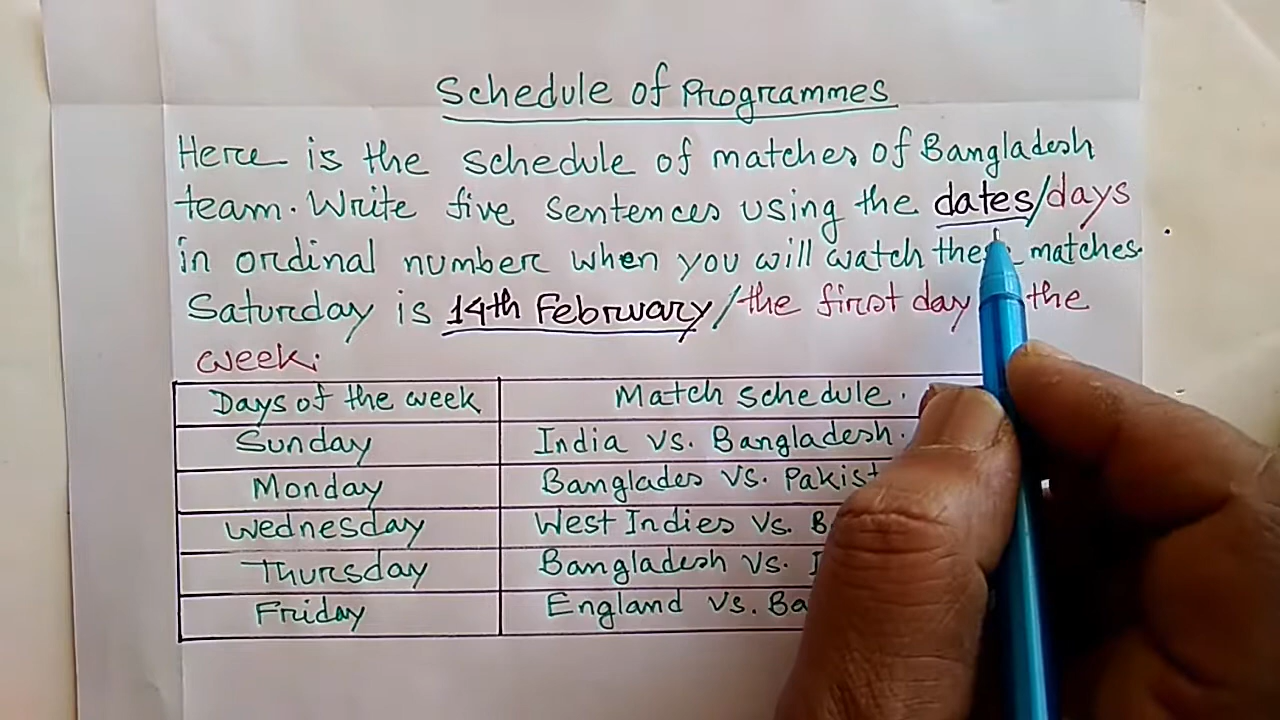 Schedule of Programmes
Here is the schedule of matches of Bangladesh
team. Write five sentences using the dates/days
in ordinal number when you will watch matches.
Saturday is 14th February/the first day the
week.
Days of the week Match schedule.
Sunday India Vs. Bangladesh.
Monday Banglades Vs.
Wednesday West Indies Vs.
Thursday Bangladesh Vs.
Friday England Vs.